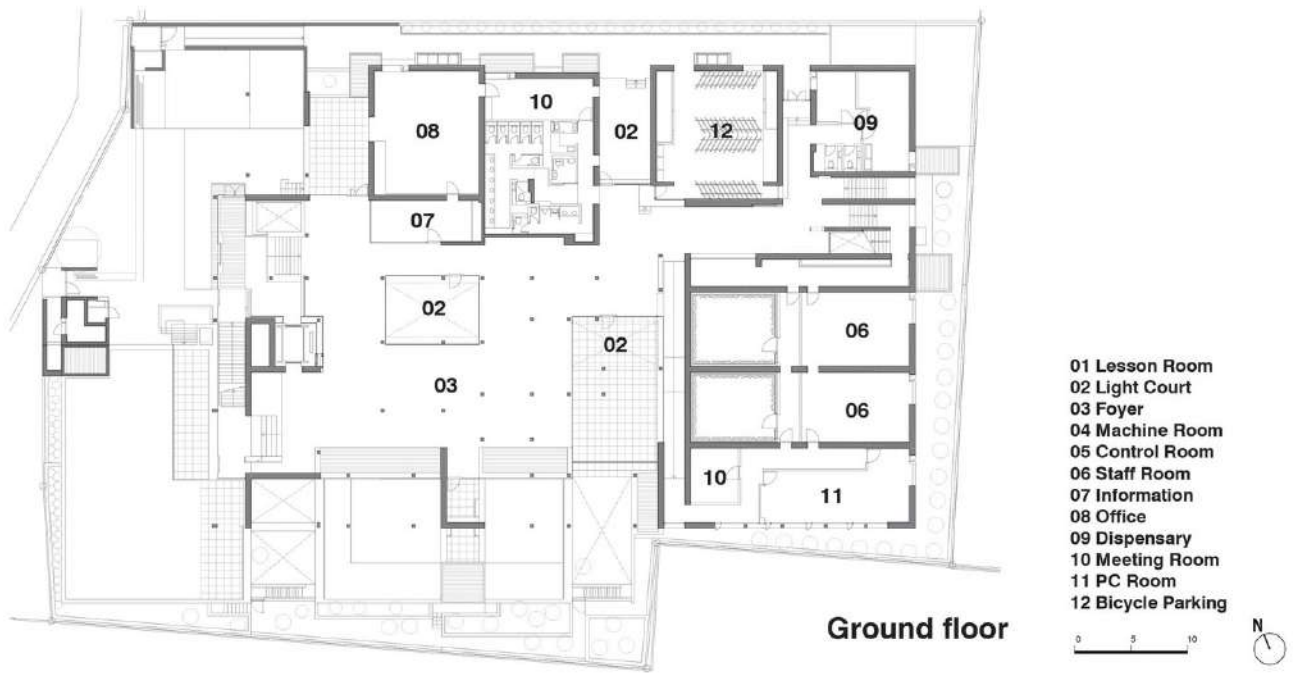 10
08
02
12
09
07
02
02
06
03
06
10
11
01 Lesson Room
02 Light Court
03 Foyer
04 Machine Room
05 Control Room
06 Staff Room
07 Information
08 Office
09 Dispensary
10 Meeting Room
11 PC Room
12 Bicycle Parking
Ground floor
0 5 10
N